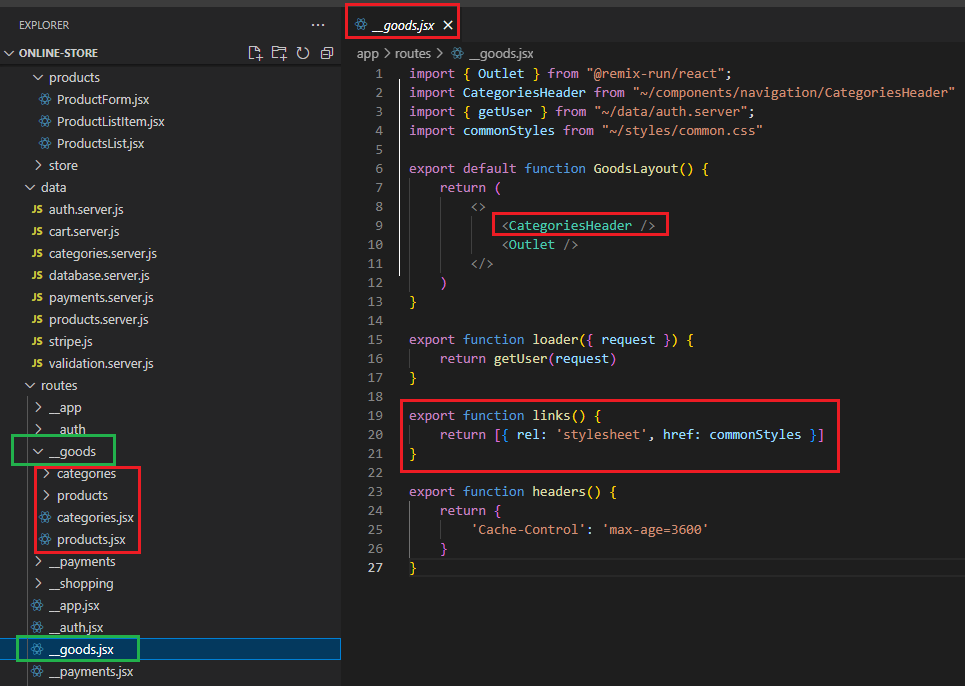 EXPLORER
ONLINE-STORE
products
ProductForm.jsx
ProductListItem.jsx
ProductsList.jsx
store
data
JS auth.server.js
JS cart.server.js
JS categories.server.js
JS database.server.js
JS payments.server.js
JS products.server.js
JS stripe.js
JS validation.server.js
routes
__app
__auth
__goods
categories
products
categories.jsx
products.jsx
__payments
__shopping
__app.jsx
__auth.jsx
__goods.jsx
__payments.jsx
__goods.jsx
app > routes > __goods.jsx
1 import { Outlet } from "@remix-run/react";
2 import CategoriesHeader from "~/components/navigation/CategoriesHeader"
3 import { getUser } from "~/data/auth.server";
4 import commonStyles from "~/styles/common.css"
5
6 export default function GoodsLayout() {
7 return (
8 <>
9 <CategoriesHeader />
10 <Outlet />
11 </>
12 )
13 }
14
15 export function loader({ request }) {
16 return getUser(request)
17 }
18
19 export function links() {
20 return [{ rel: 'stylesheet', href: commonStyles }]
21 }
22
23 export function headers() {
24 return {
25 'Cache-Control': 'max-age=3600'
26 }
27 }